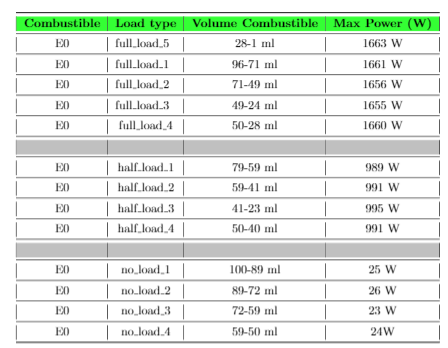 Combustible Load type Volume Combustible Max Power (W)
E0 full_load_5 28-1 ml 1663 W
E0 full_load_1 96-71 ml 1661 W
E0 full_load_2 71-49 ml 1656 W
E0 full_load_3 49-24 ml 1655 W
E0 full_load_4 50-28 ml 1660 W
E0 half_load_1 79-59 ml 989 W
E0 half_load_2 59-41 ml 991 W
E0 half_load_3 41-23 ml 995 W
E0 half_load_4 50-40 ml 991 W
E0 no_load_1 100-89 ml 25 W
E0 no_load_2 89-72 ml 26 W
E0 no_load_3 72-59 ml 23 W
E0 no_load_4 59-50 ml 24W